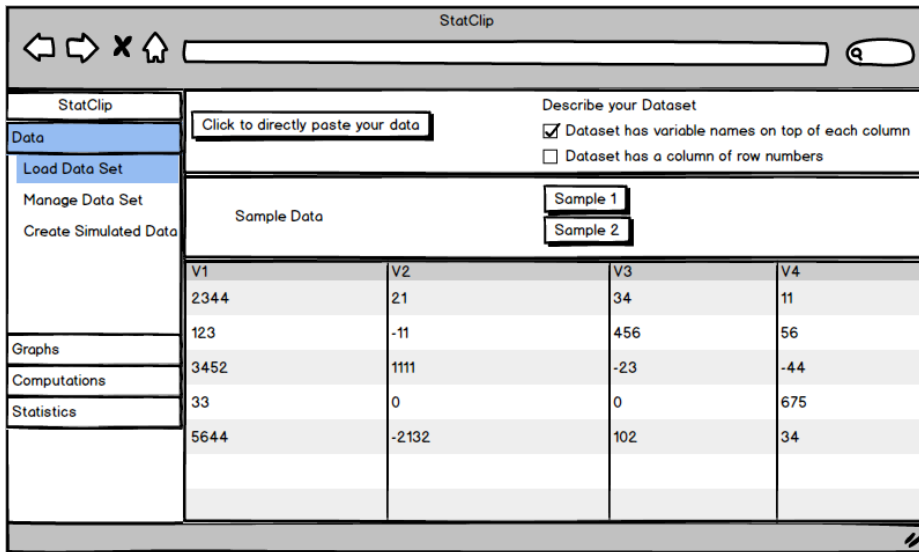 StatClip
StatClip
Data
Load Data Set
Manage Data Set
Create Simulated Data
Graphs
Computations
Statistics
Click to directly paste your data
Describe your Dataset
Dataset has variable names on top of each column
Dataset has a column of row numbers
Sample Data
Sample 1
Sample 2
V1 V2 V3 V4
2344 21 34 11
123 -11 456 56
3452 1111 -23 -44
33 0 0 675
5644 -2132 102 34